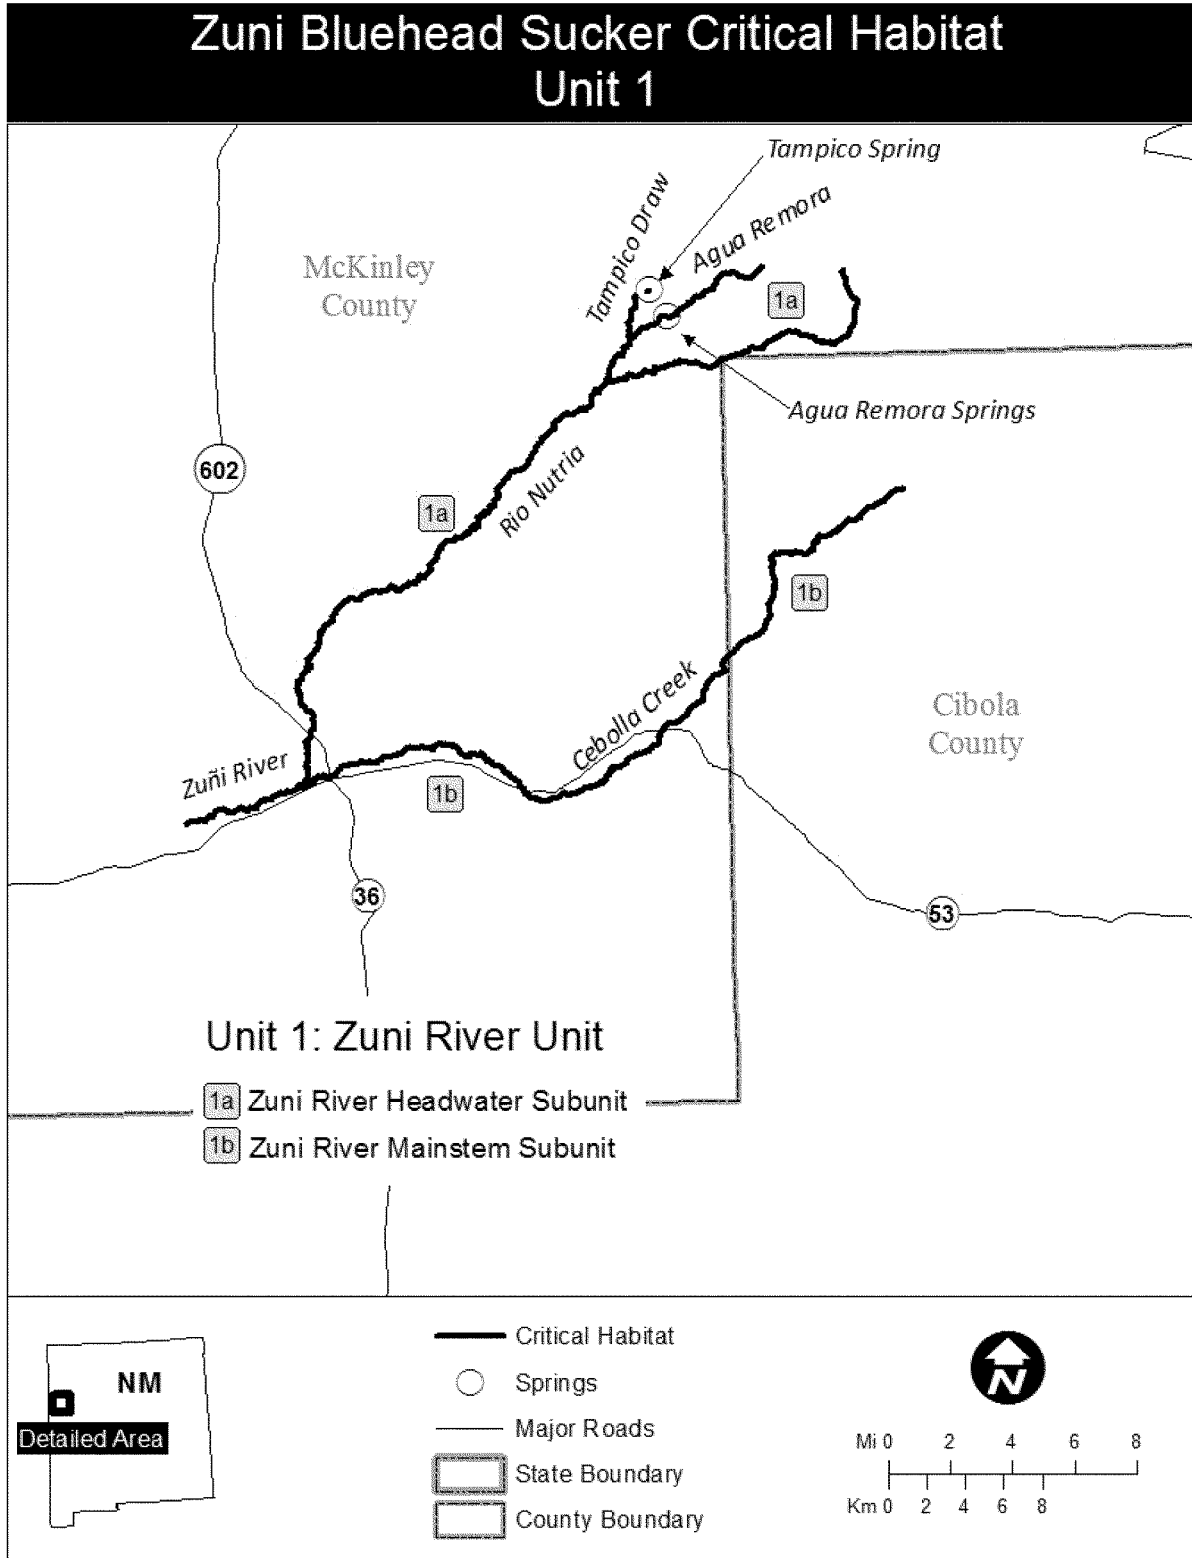 Zuni Bluehead Sucker Critical Habitat
Unit 1
Tampico Spring
Tampico Draw
Agua Remora
McKinley
County
1a
Agua Remora Springs
602
Rio Nutria
1a
1b
Cebolla Creek
Cibola
County
Zuñi River
1b
36
53
Unit 1: Zuni River Unit
1a Zuni River Headwater Subunit
1b Zuni River Mainstem Subunit
NM
Detailed Area
Critical Habitat
Springs
Major Roads
State Boundary
County Boundary
N
Mi 0 2 4 6 8
Km 0 2 4 6 8